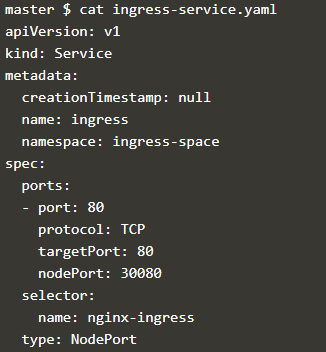 master $ cat ingress-service.yaml
apiVersion: v1
kind: Service
metadata:
  creationTimestamp: null
  name: ingress
  namespace: ingress-space
spec:
  ports:
  - port: 80
    protocol: TCP
    targetPort: 80
    nodePort: 30080
  selector:
    name: nginx-ingress
  type: NodePort